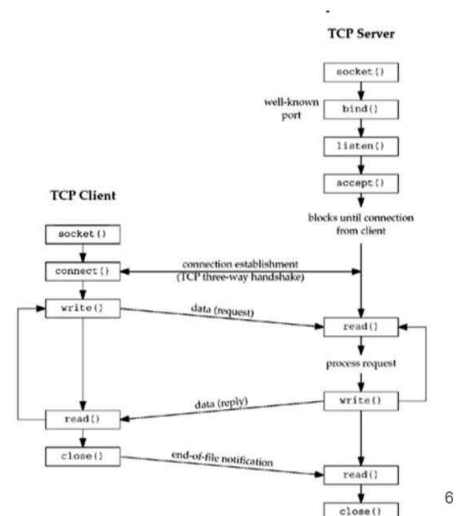 TCP Server
socket()
well-known
port
bind()
listen()
accept()
blocks until connection
from client
TCP Client
socket()
connect()
connection establishment
(TCP three-way handshake)
write()
data (request)
read()
process request
write()
data (reply)
read()
close()
end-of-file notification
read()
close()
6